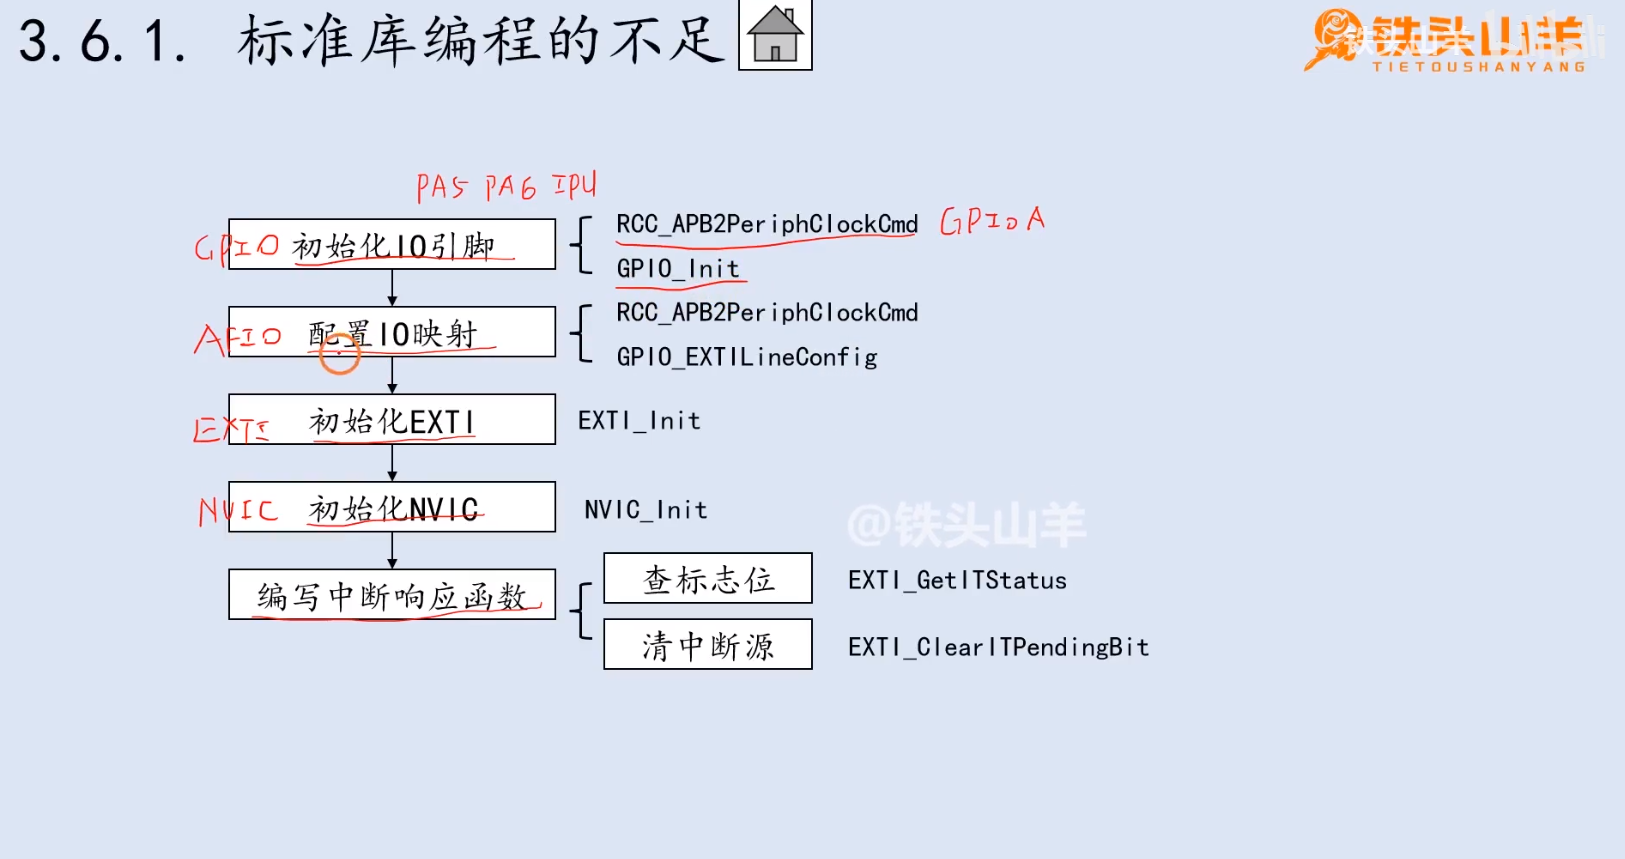 3.6.1. 标准库编程的不足
铁头山羊
TIETOUSHANYANG
PA5 PA6 IPU
GPIO 初始化IO引脚
RCC_APB2PeriphClockCmd GPIOA
GPIO_Init
AFIO 配置IO映射
RCC_APB2PeriphClockCmd
GPIO_EXTILineConfig
EXTI 初始化EXTI
EXTI_Init
NVIC 初始化NVIC
NVIC_Init
@铁头山羊
编写中断响应函数
查标志位
EXTI_GetITStatus
清中断源
EXTI_ClearITPendingBit